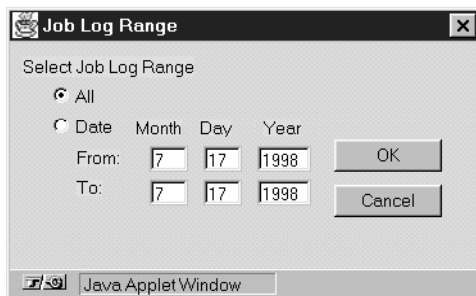 Job Log Range
Select Job Log Range
All
Date Month Day Year
From: 7 17 1998
To: 7 17 1998
OK
Cancel
Java Applet Window